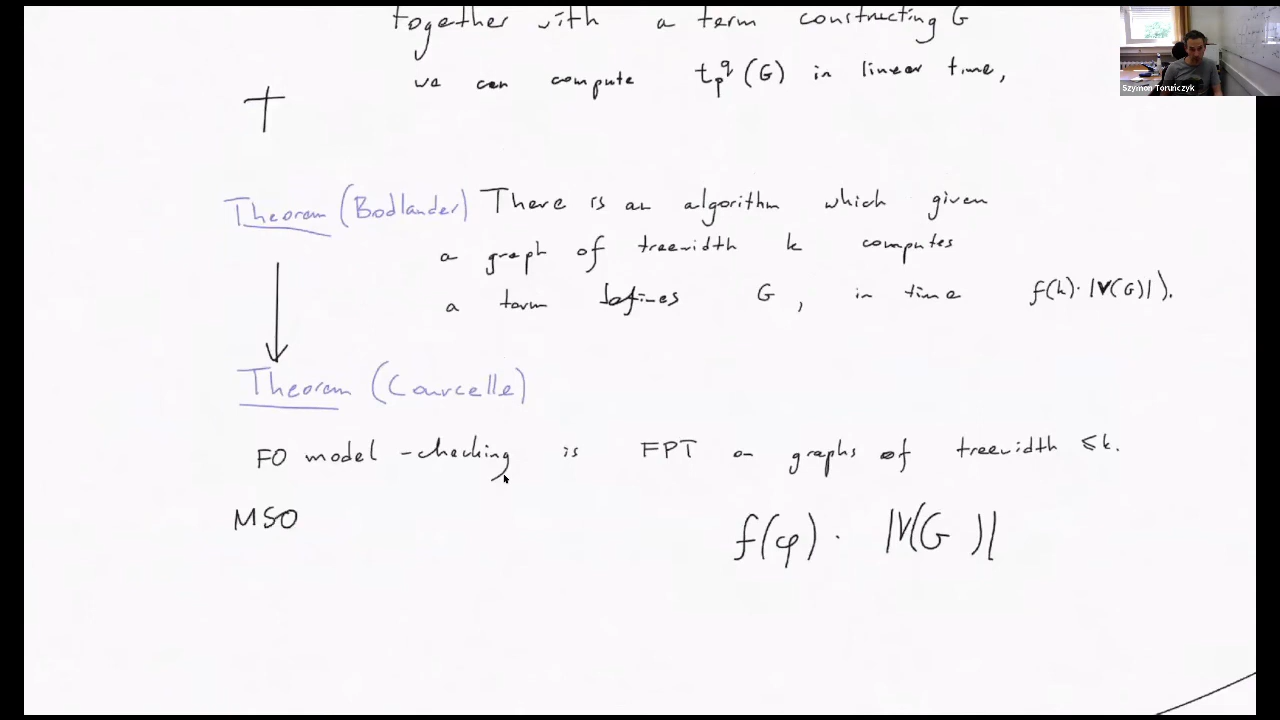 together with a term constructing G
we can compute tp^q (G) in linear time,
Szymon Toruńczyk
Theorem (Bodlander) There is an algorithm which given
a graph of treewidth k computes
a term defines G, in time f(k)·|V(G)|).
Theorem (Courcelle)
FO model-checking is FPT on graphs of treewidth ≤k.
MSO
f(φ) · |V(G)|